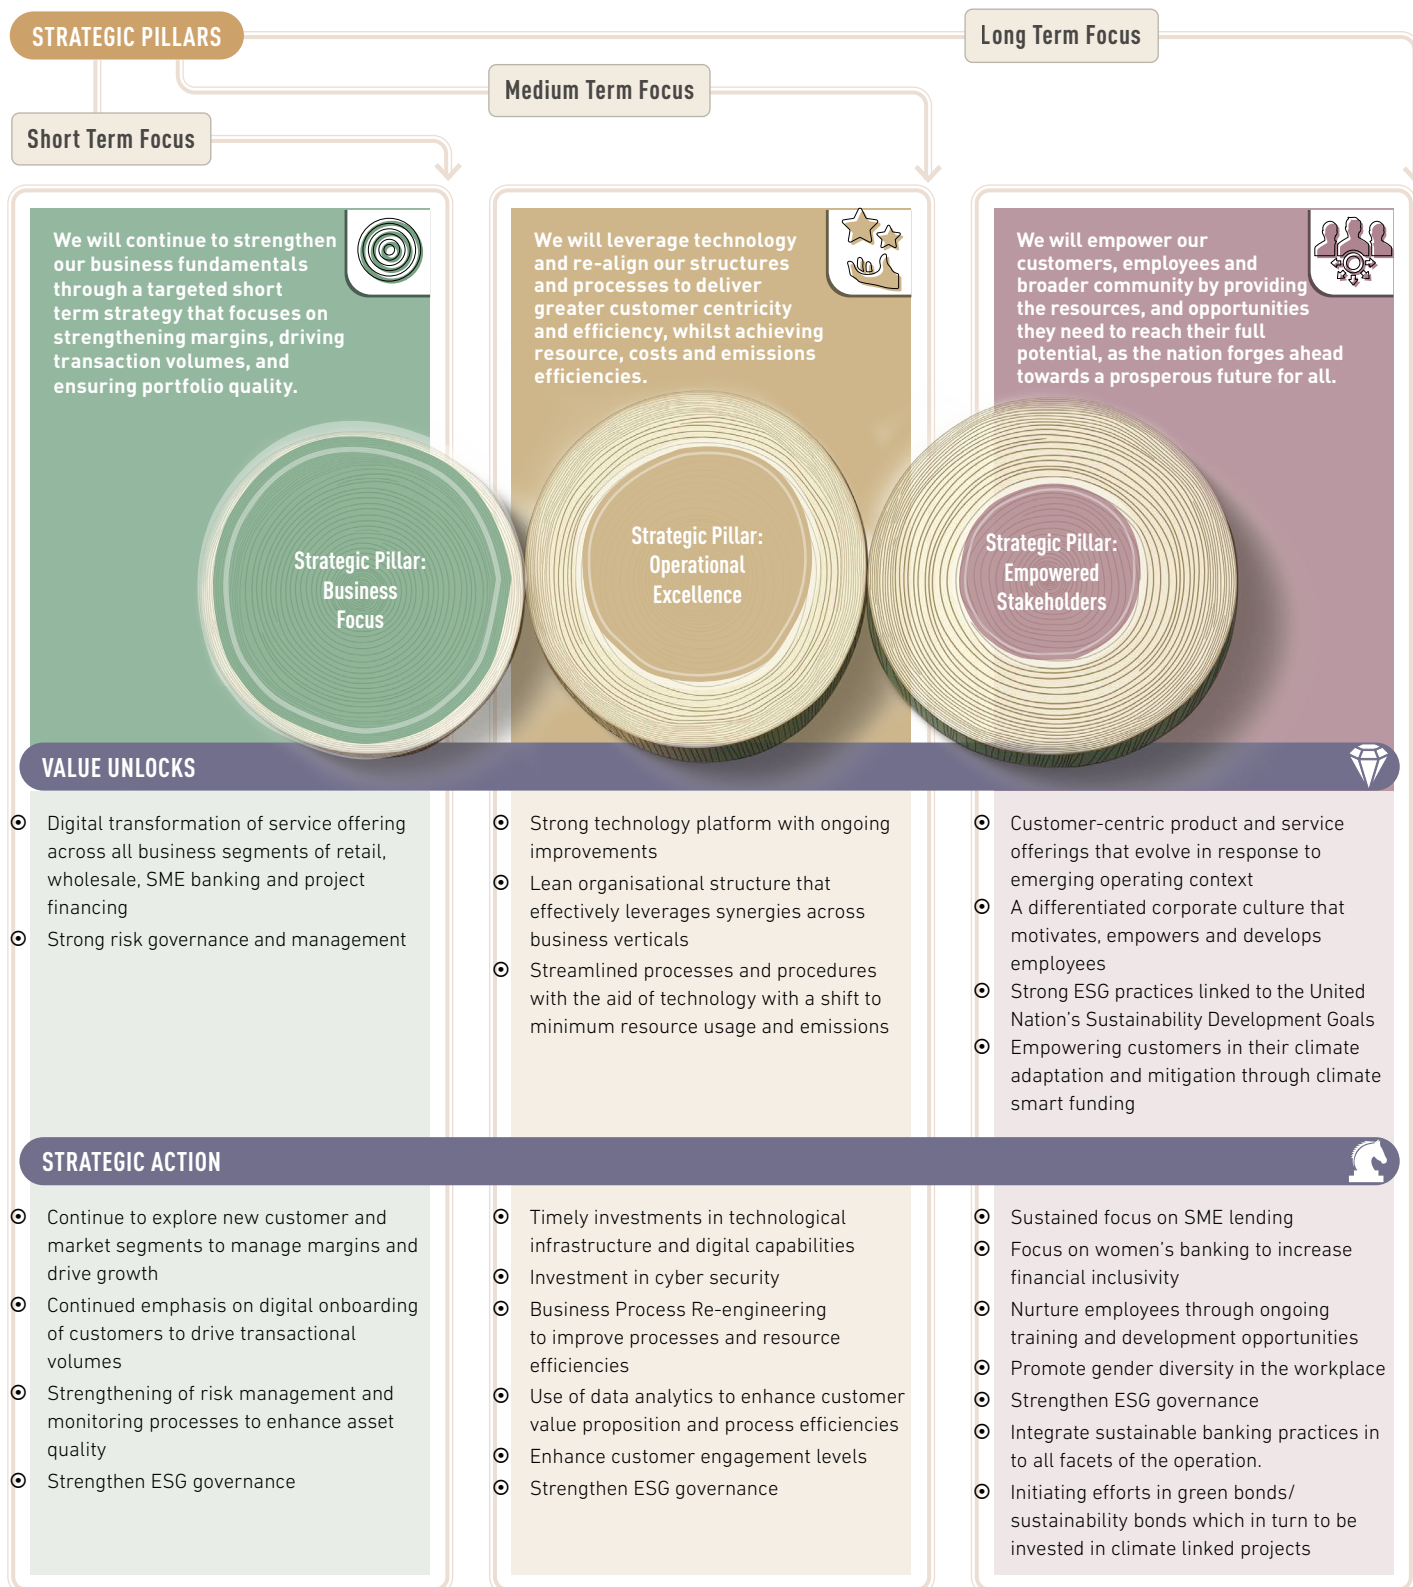 STRATEGIC PILLARS
Long Term Focus
Medium Term Focus
Short Term Focus
We will continue to strengthen
our business fundamentals
through a targeted short
term strategy that focuses on
strengthening margins, driving
transaction volumes, and
ensuring portfolio quality.
Strategic Pillar:
Business
Focus
We will leverage technology
and re-align our structures
and processes to deliver
greater customer centricity
and efficiency, whilst achieving
resource, costs and emissions
efficiencies.
Strategic Pillar:
Operational
Excellence
We will empower our
customers, employees and
broader community by providing
the resources, and opportunities
they need to reach their full
potential, as the nation forges ahead
towards a prosperous future for all.
Strategic Pillar:
Empowered
Stakeholders
VALUE UNLOCKS
Digital transformation of service offering
across all business segments of retail,
wholesale, SME banking and project
financing
Strong risk governance and management
Strong technology platform with ongoing
improvements
Lean organisational structure that
effectively leverages synergies across
business verticals
Streamlined processes and procedures
with the aid of technology with a shift to
minimum resource usage and emissions
Customer-centric product and service
offerings that evolve in response to
emerging operating context
A differentiated corporate culture that
motivates, empowers and develops
employees
Strong ESG practices linked to the United
Nation's Sustainability Development Goals
Empowering customers in their climate
adaptation and mitigation through climate
smart funding
STRATEGIC ACTION
Continue to explore new customer and
market segments to manage margins and
drive growth
Continued emphasis on digital onboarding
of customers to drive transactional
volumes
Strengthening of risk management and
monitoring processes to enhance asset
quality
Strengthen ESG governance
Timely investments in technological
infrastructure and digital capabilities
Investment in cyber security
Business Process Re-engineering
to improve processes and resource
efficiencies
Use of data analytics to enhance customer
value proposition and process efficiencies
Enhance customer engagement levels
Strengthen ESG governance
Sustained focus on SME lending
Focus on women's banking to increase
financial inclusivity
Nurture employees through ongoing
training and development opportunities
Promote gender diversity in the workplace
Strengthen ESG governance
Integrate sustainable banking practices in
to all facets of the operation.
Initiating efforts in green bonds/
sustainability bonds which in turn to be
invested in climate linked projects